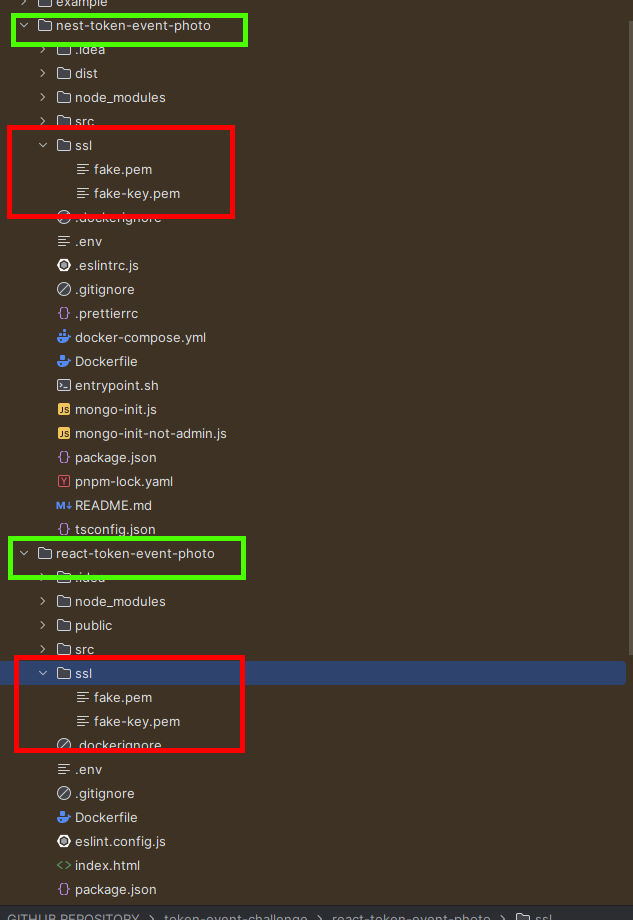 example
nest-token-event-photo
.idea
dist
node_modules
src
ssl
fake.pem
fake-key.pem
.dockerignore
.env
JS .eslintrc.js
.gitignore
{} .prettierrc
docker-compose.yml
Dockerfile
entrypoint.sh
JS mongo-init.js
JS mongo-init-not-admin.js
{} package.json
Y pnpm-lock.yaml
M↓ README.md
{} tsconfig.json
react-token-event-photo
.idea
node_modules
public
src
ssl
fake.pem
fake-key.pem
.dockerignore
.env
.gitignore
Dockerfile
eslint.config.js
<> index.html
{} package.json
GITHUB REPOSITORY > token-event-challenge > react-token-event-photo > ssl